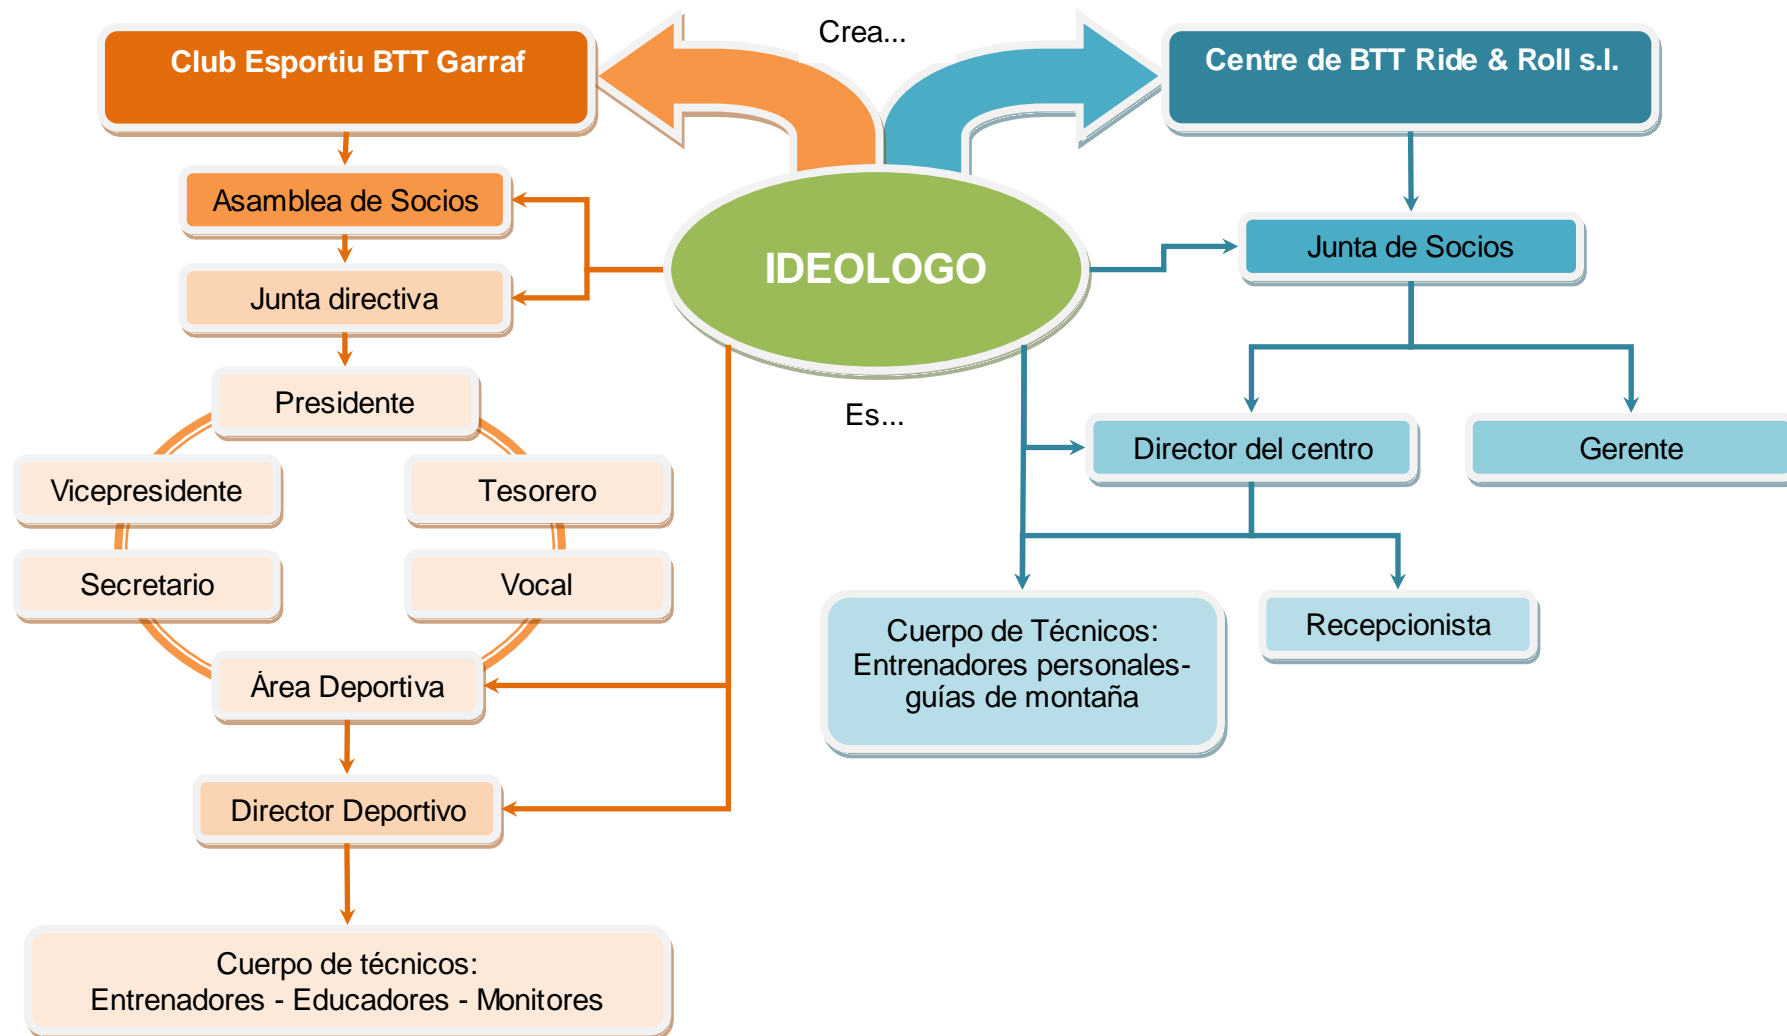 Crea...
Club Esportiu BTT Garraf
Centre de BTT Ride & Roll s.l.
Asamblea de Socios
Junta directiva
IDEOLOGO
Junta de Socios
Presidente
Es...
Vicepresidente
Tesorero
Director del centro
Gerente
Secretario
Vocal
Área Deportiva
Cuerpo de Técnicos:
Entrenadores personales-
guías de montaña
Recepcionista
Director Deportivo
Cuerpo de técnicos:
Entrenadores - Educadores - Monitores